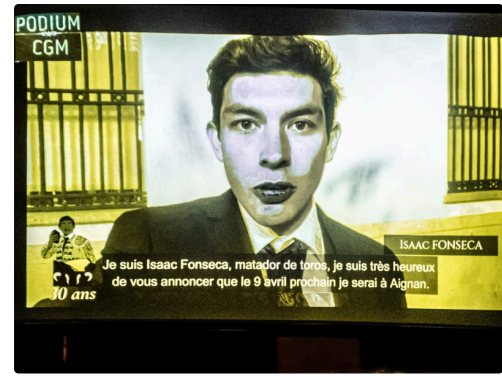 PODIUM
CGM
ISAAC FONSECA
Je suis Isaac Fonseca, matador de toros, je suis très heureux
de vous annoncer que le 9 avril prochain je serai à Aignan.
30 ans